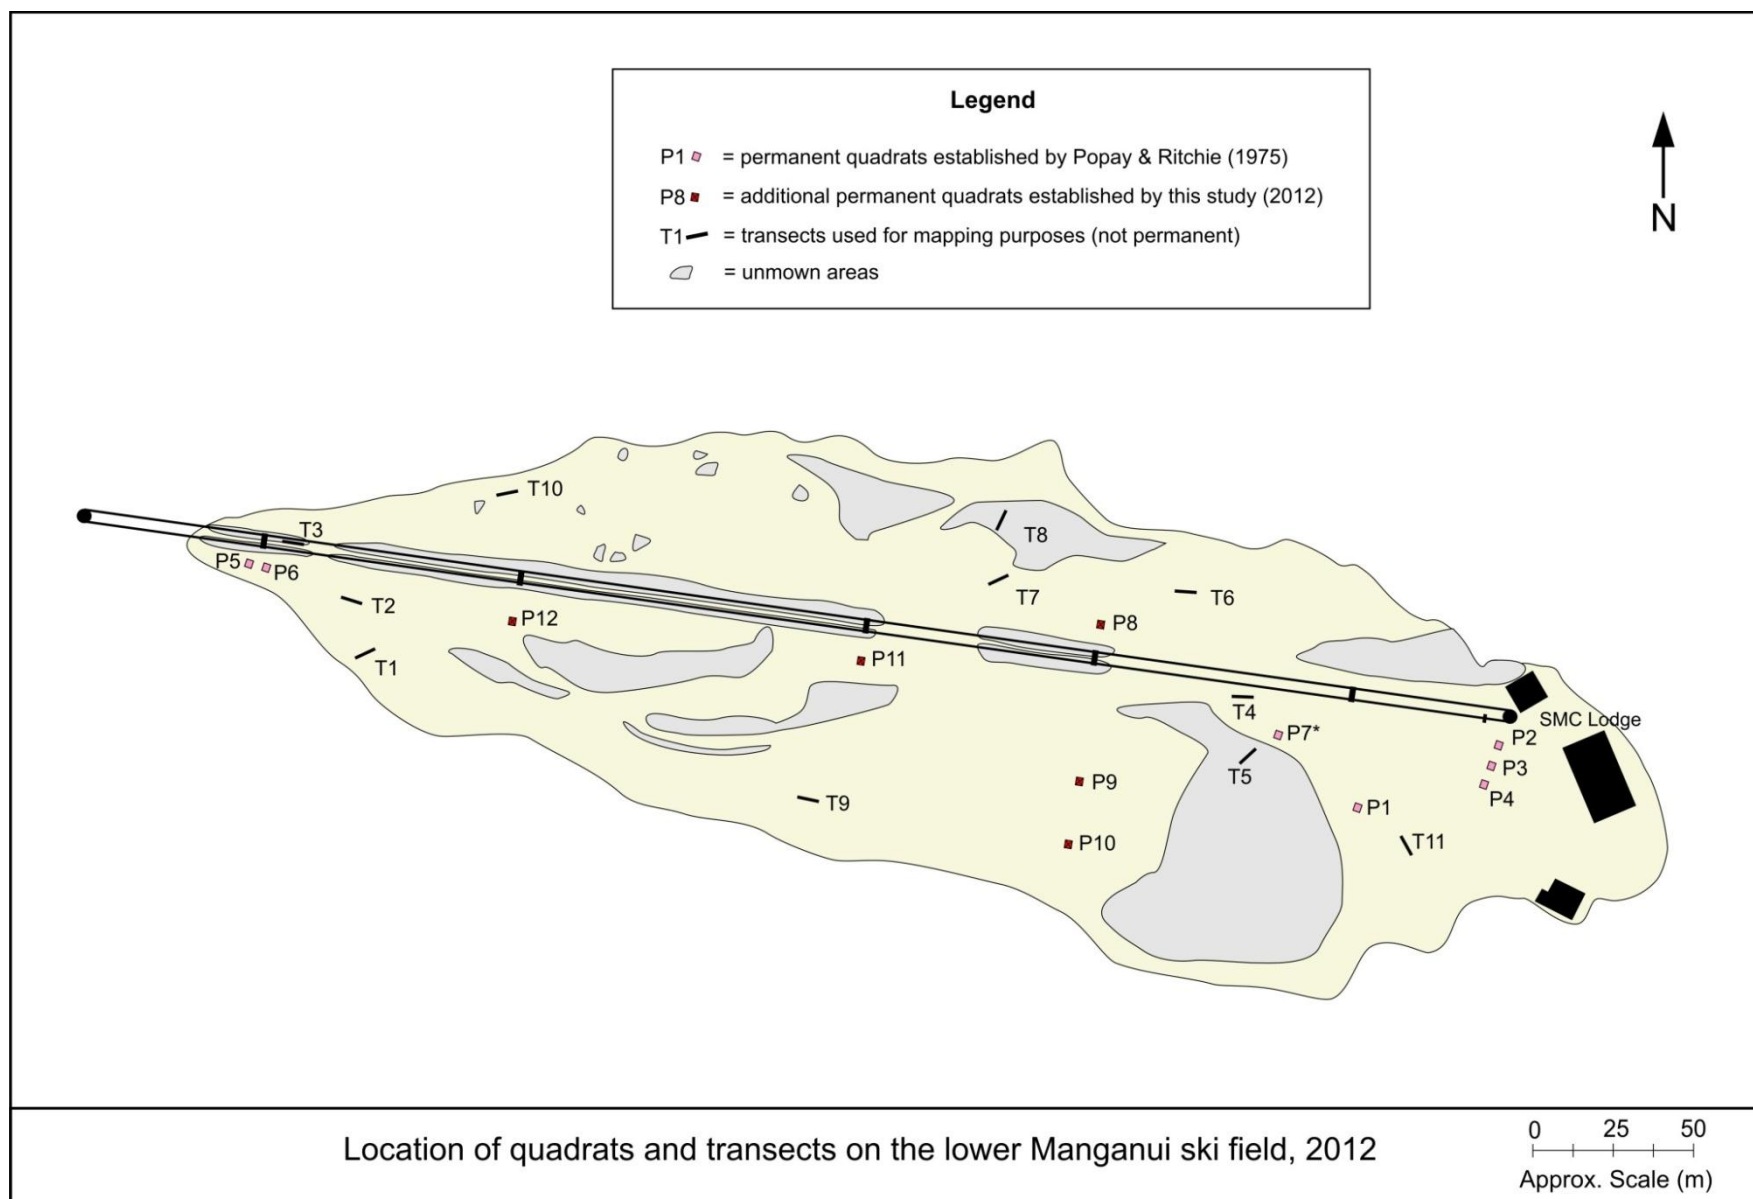 Legend
P1 = permanent quadrats established by Popay & Ritchie (1975)
P8 = additional permanent quadrats established by this study (2012)
T1 = transects used for mapping purposes (not permanent)
= unmown areas
N
T10
T3
T8
P5
P6
T2
T7
T6
P12
P8
T1
P11
T4
SMC Lodge
P7*
P2
T5
P3
P9
P4
T9
P1
P10
T11
Location of quadrats and transects on the lower Manganui ski field, 2012
0 25 50
Approx. Scale (m)